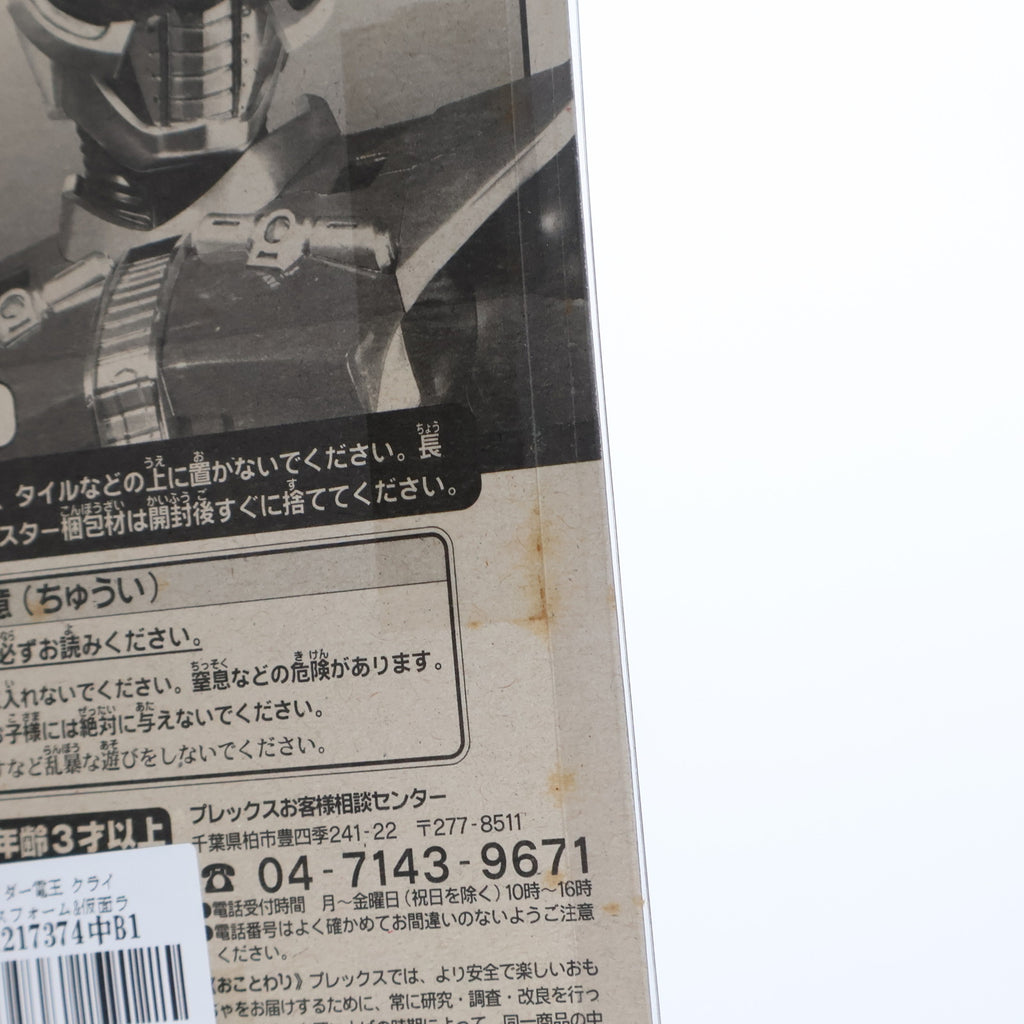 タイルなどの上に置かないでください。長
スター梱包材は開封後すぐに捨ててください。
意(ちゅうい)
必ずお読みください。
入れないでください。窒息などの危険があります。
お子様には絶対に与えないでください。
すなど乱暴な遊びをしないでください。
年齢3才以上
プレックスお客様相談センター
千葉県柏市豊四季241-22 〒277-8511
☎ 04-7143-9671
●電話受付時間 月～金曜日(祝日を除く)10時～16時
●電話番号はよく確かめてお間違いのないようご注意
ください。
《おことわり》プレックスでは、より安全で楽しいおも
ちゃをお届けするために、常に研究・調査・改良を行っ
同一商品の中
ダー電王 クライ
スフォーム&仮面ラ
217374中B1